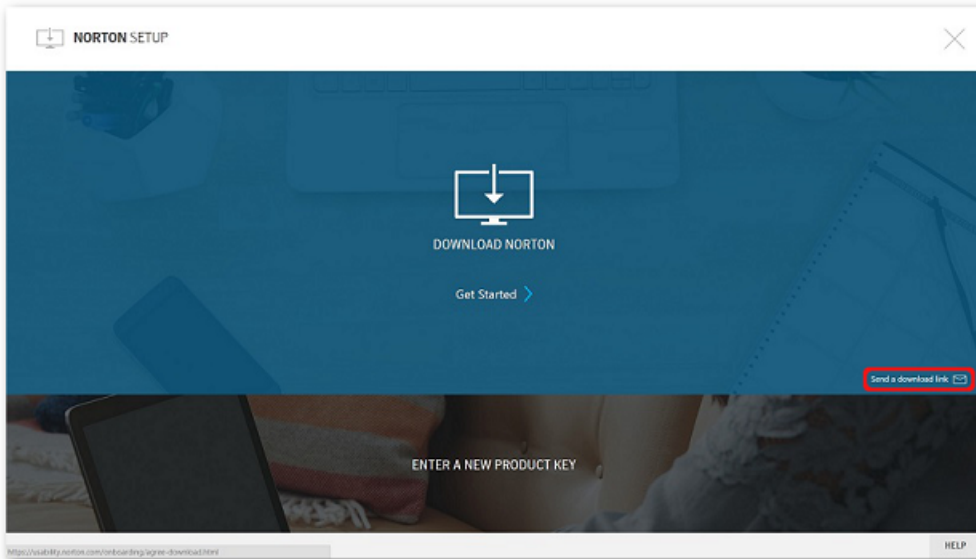 NORTON SETUP
DOWNLOAD NORTON
Get Started
Send a download link
ENTER A NEW PRODUCT KEY
HELP
https://usability.norton.com/onboarding/agree-download.html